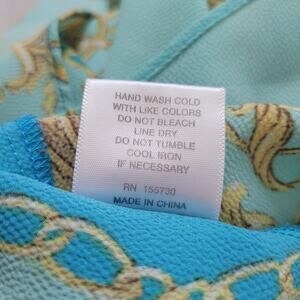 HAND WASH COLD
WITH LIKE COLORS
DO NOT BLEACH
LINE DRY
DO NOT TUMBLE
COOL IRON
IF NECESSARY
RN 155730
MADE IN CHINA